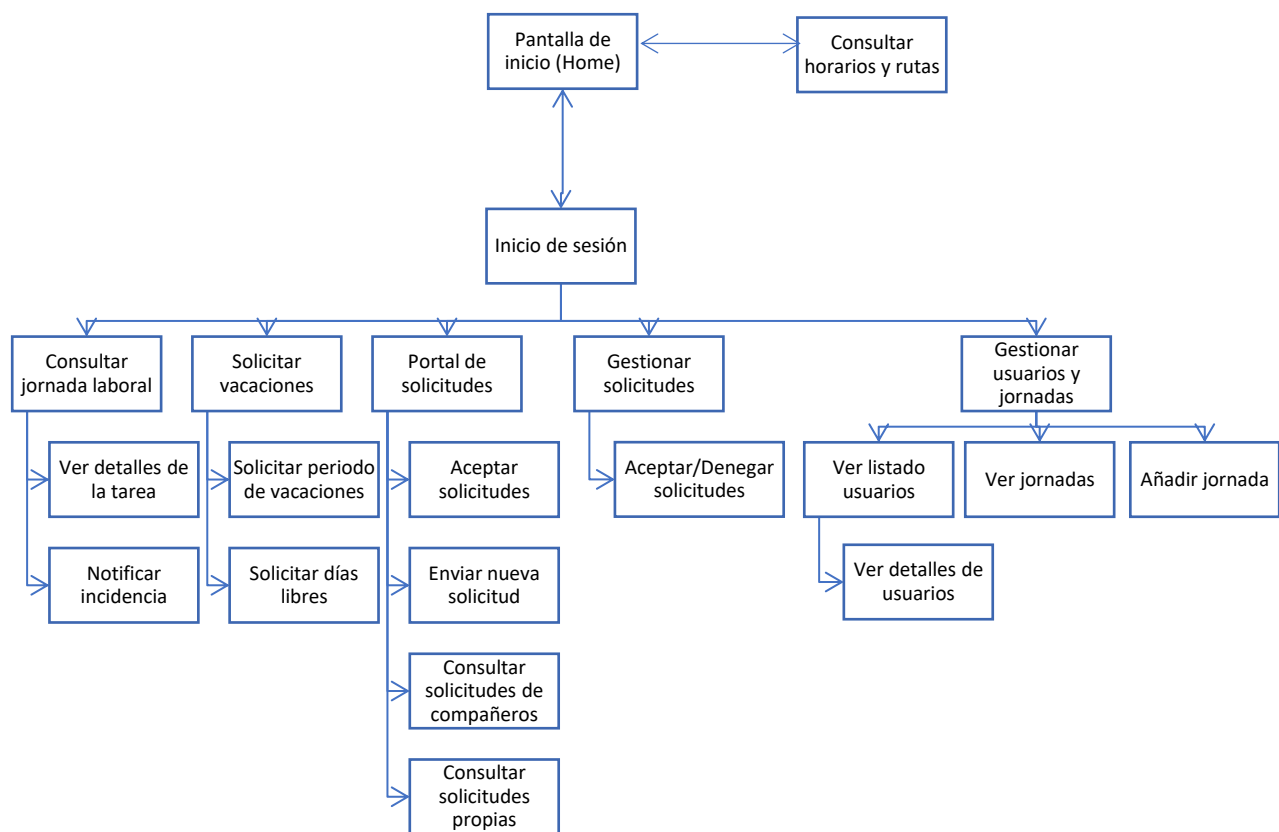 Pantalla de
inicio (Home)
Consultar
horarios y rutas
Inicio de sesión
Consultar
jornada laboral
Solicitar
vacaciones
Portal de
solicitudes
Gestionar
solicitudes
Gestionar
usuarios y
jornadas
Ver detalles de
la tarea
Solicitar periodo
de vacaciones
Aceptar
solicitudes
Aceptar/Denegar
solicitudes
Ver listado
usuarios
Ver jornadas
Añadir jornada
Notificar
incidencia
Solicitar días
libres
Enviar nueva
solicitud
Ver detalles de
usuarios
Consultar
solicitudes de
compañeros
Consultar
solicitudes
propias